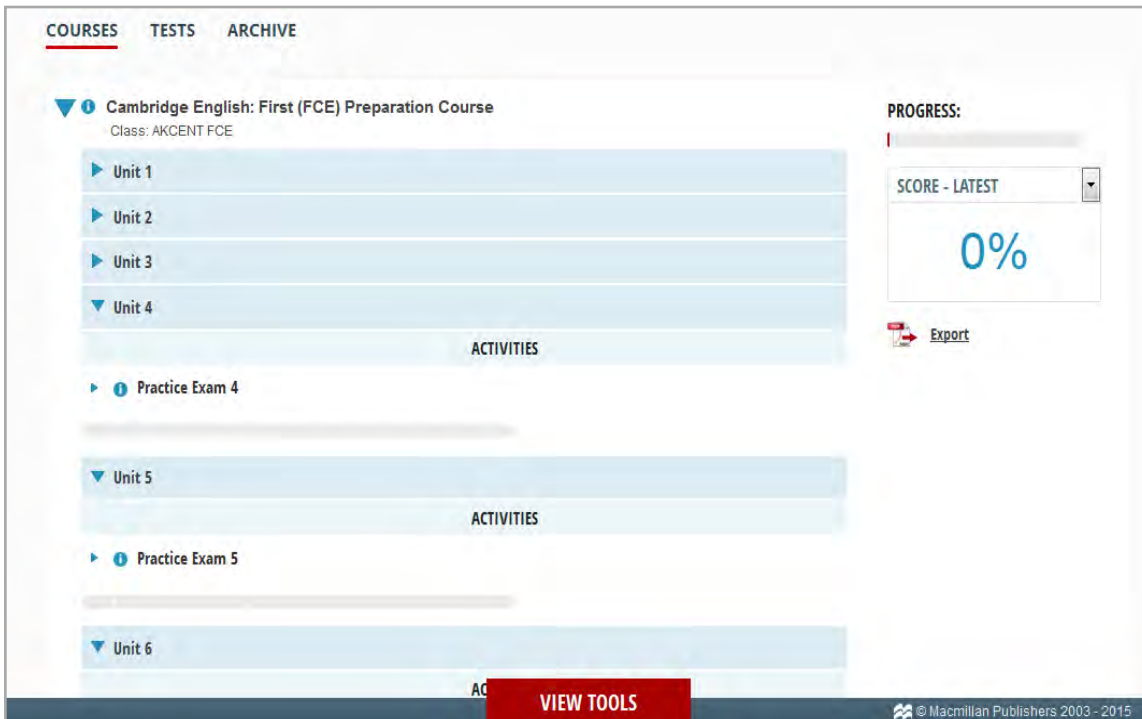 COURSES TESTS ARCHIVE
Cambridge English: First (FCE) Preparation Course
Class: AKCENT FCE
Unit 1
Unit 2
Unit 3
Unit 4
ACTIVITIES
Practice Exam 4
Unit 5
ACTIVITIES
Practice Exam 5
Unit 6
AC
VIEW TOOLS
PROGRESS:
SCORE - LATEST
0%
Export
© Macmillan Publishers 2003 - 2015